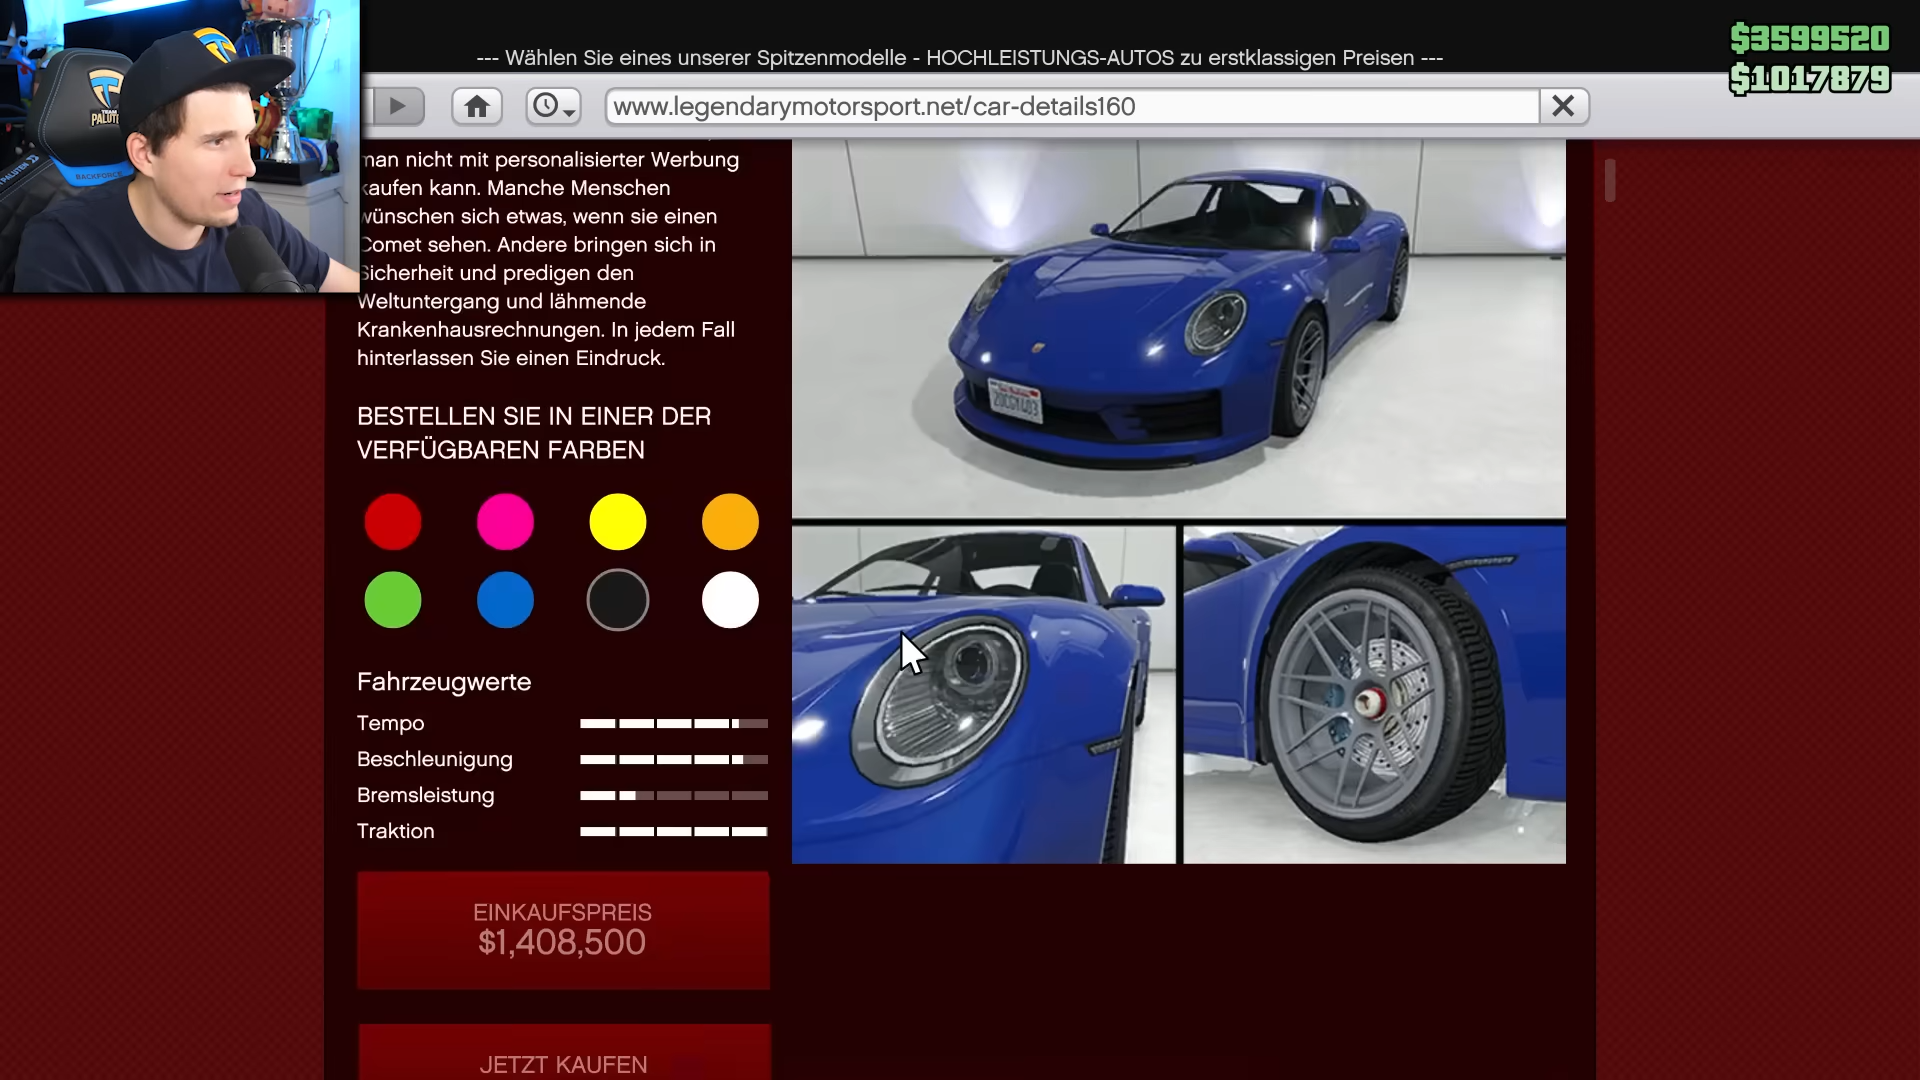 --- Wählen Sie eines unserer Spitzenmodelle - HOCHLEISTUNGS-AUTOS zu erstklassigen Preisen ---
$3599520
$1017879
www.legendarymotorsport.net/car-details160
TEAM
PALUTEN
BACKFORCE
man nicht mit personalisierter Werbung
kaufen kann. Manche Menschen
wünschen sich etwas, wenn sie einen
Comet sehen. Andere bringen sich in
Sicherheit und predigen den
Weltuntergang und lähmende
Krankenhausrechnungen. In jedem Fall
hinterlassen Sie einen Eindruck.
BESTELLEN SIE IN EINER DER
VERFÜGBAREN FARBEN
Fahrzeugwerte
Tempo
Beschleunigung
Bremsleistung
Traktion
EINKAUFSPREIS
$1,408,500
JETZT KAUFEN